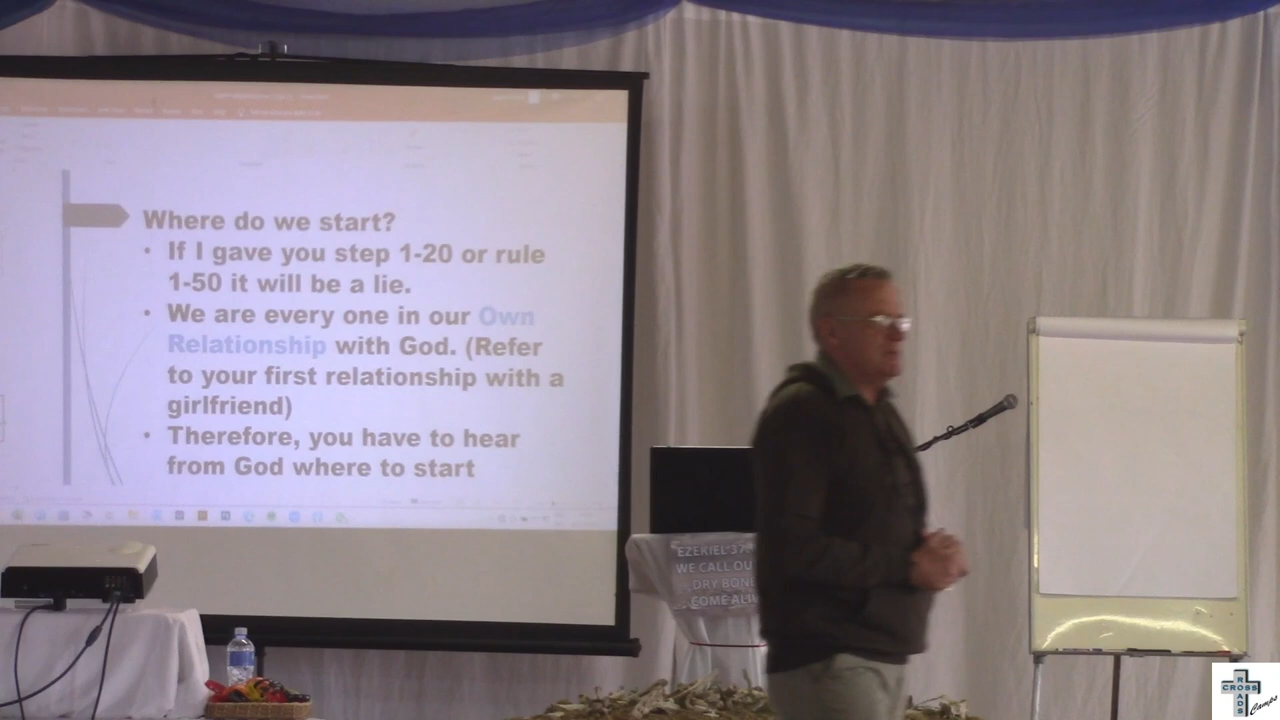 Where do we start?
• If I gave you step 1-20 or rule
1-50 it will be a lie.
• We are every one in our Own
Relationship with God. (Refer
to your first relationship with a
girlfriend)
• Therefore, you have to hear
from God where to start
EZEKIEL 37:
WE CALL OU
DRY BONE
COME ALIV
CROSS
ROADS
Camps